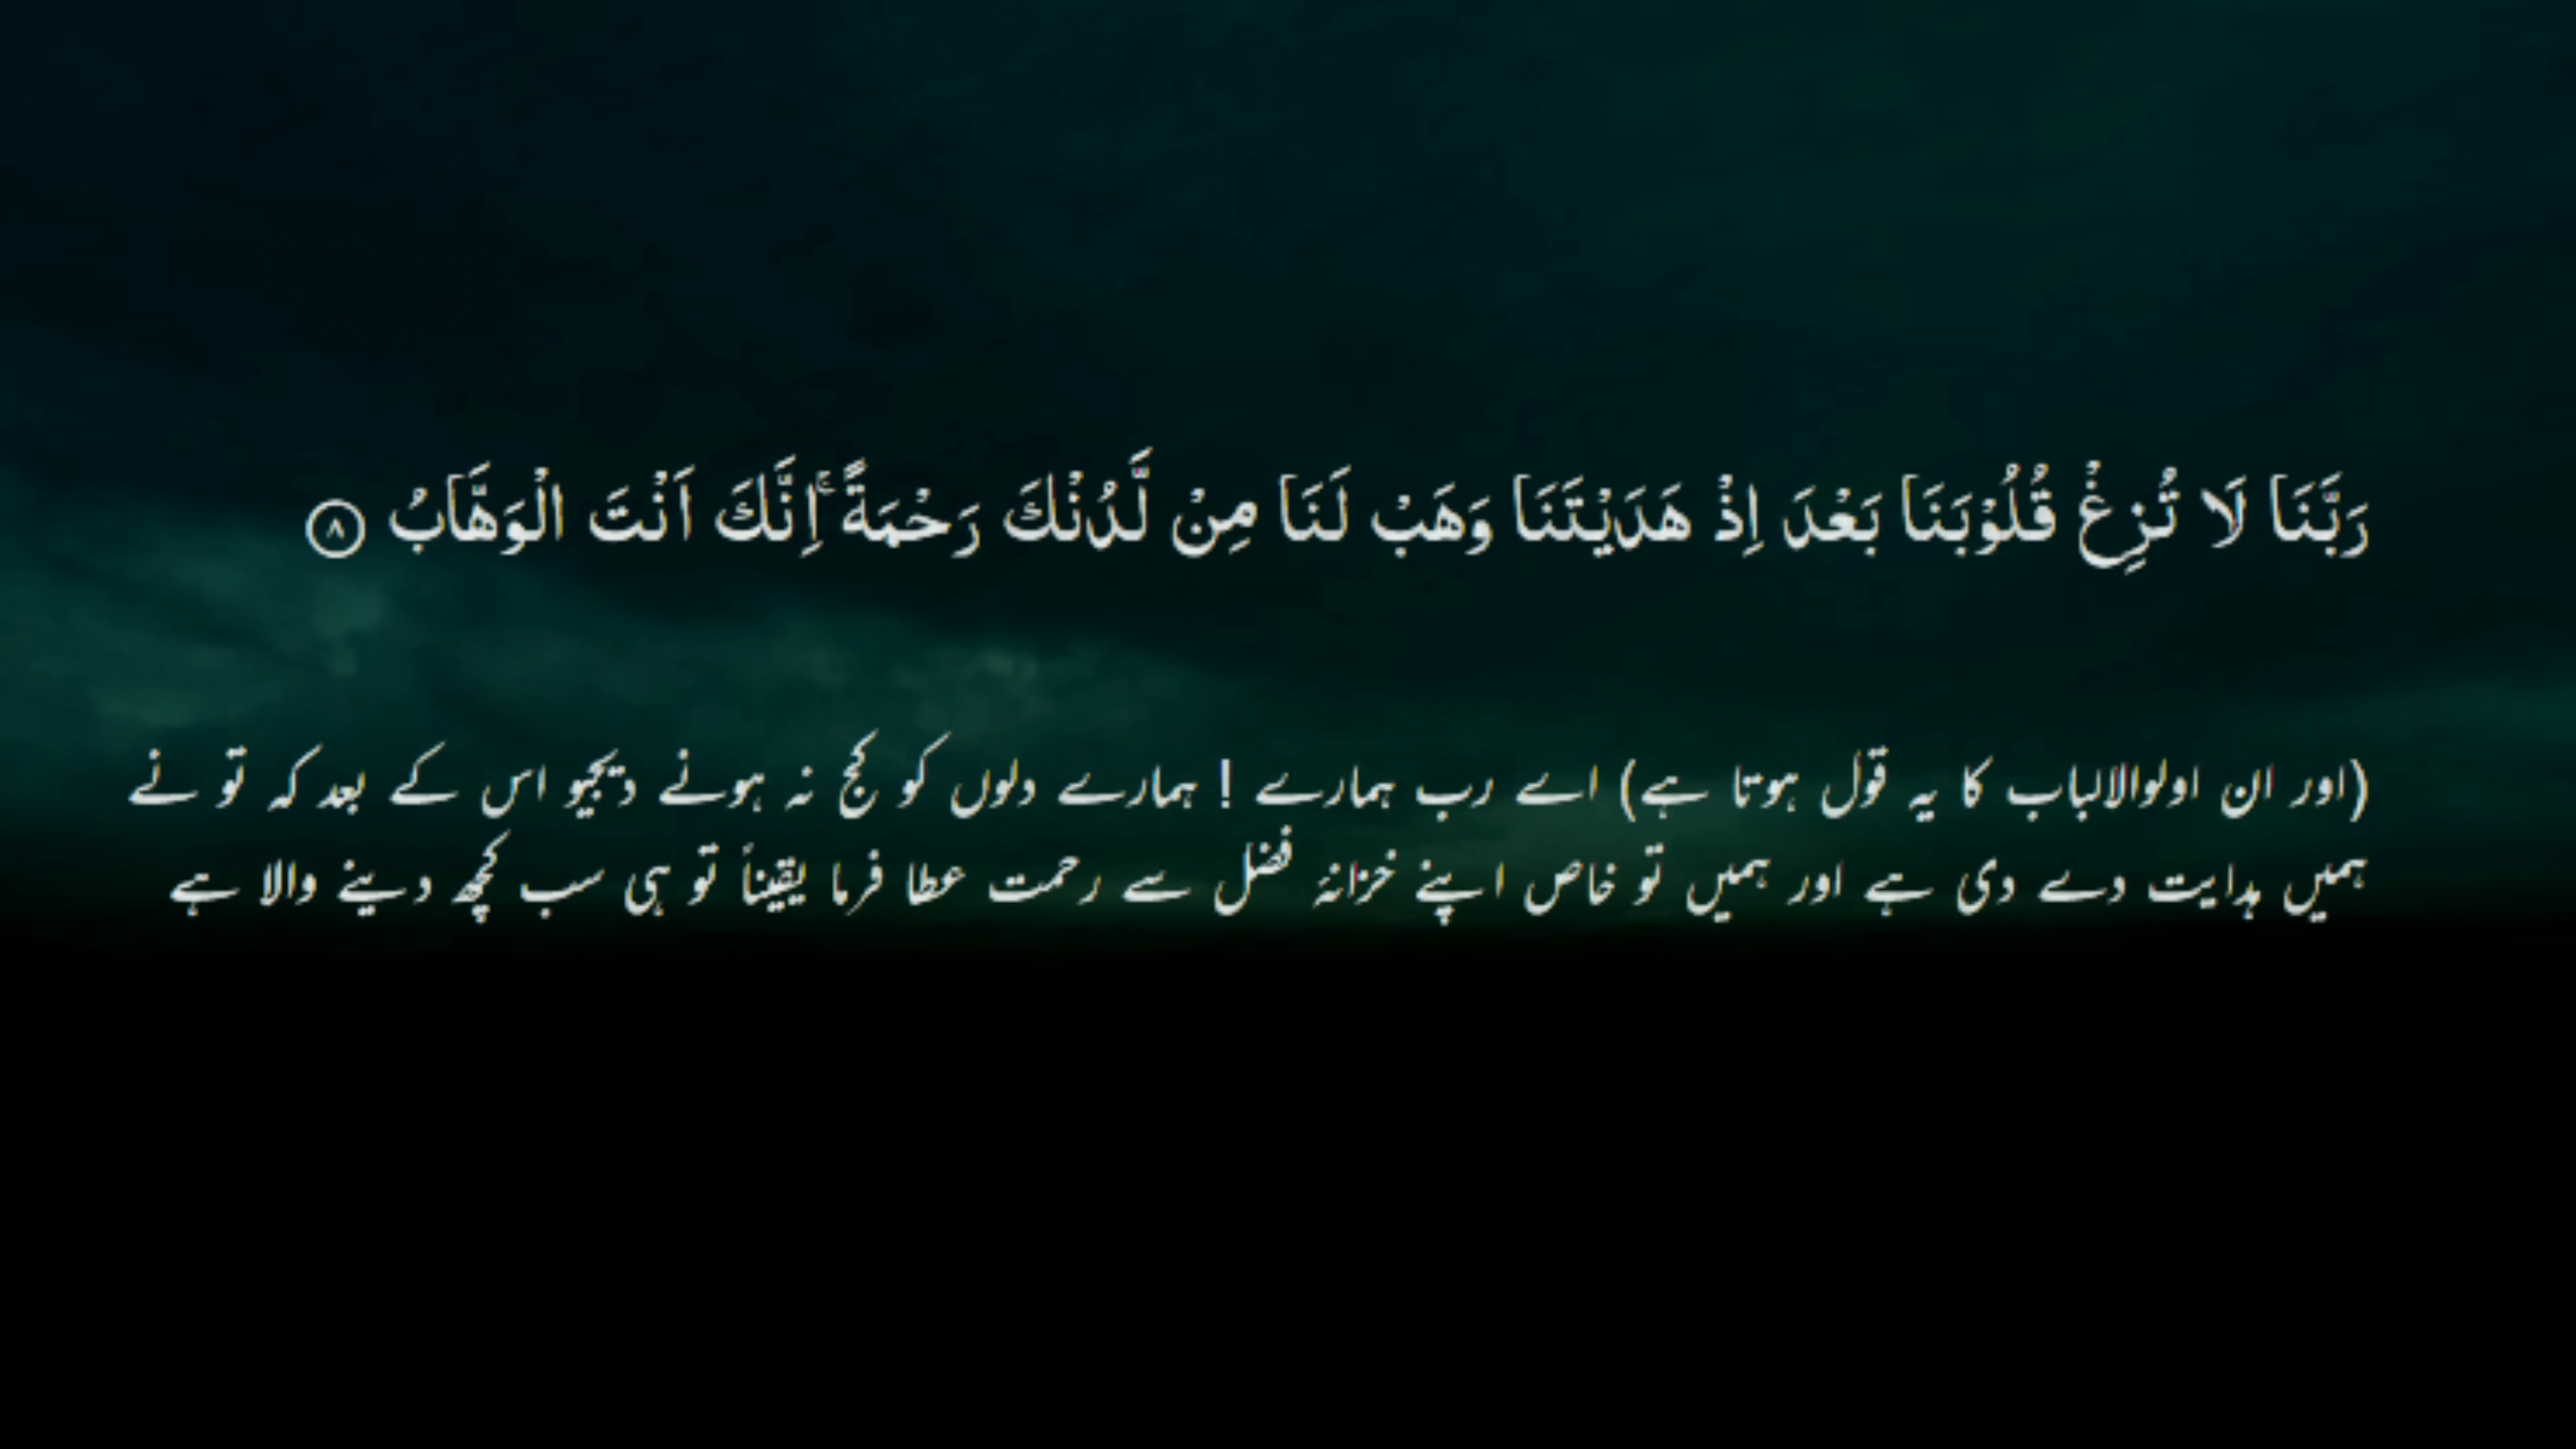 رَبَّنَا لَا تُزِغْ قُلُوْبَنَا بَعْدَ اِذْ هَدَيْتَنَا وَهَبْ لَنَا مِنْ لَّدُنْكَ رَحْمَةً ۚ اِنَّكَ اَنْتَ الْوَهَّابُ ۸
(اور ان اولوالالباب کا یہ قول ہوتا ہے) اے رب ہمارے ! ہمارے دلوں کو کج نہ ہونے دیجیو اس کے بعد کہ تو نے
ہمیں ہدایت دے دی ہے اور ہمیں تو خاص اپنے خزانۂ فضل سے رحمت عطا فرما یقیناً تو ہی سب کچھ دینے والا ہے